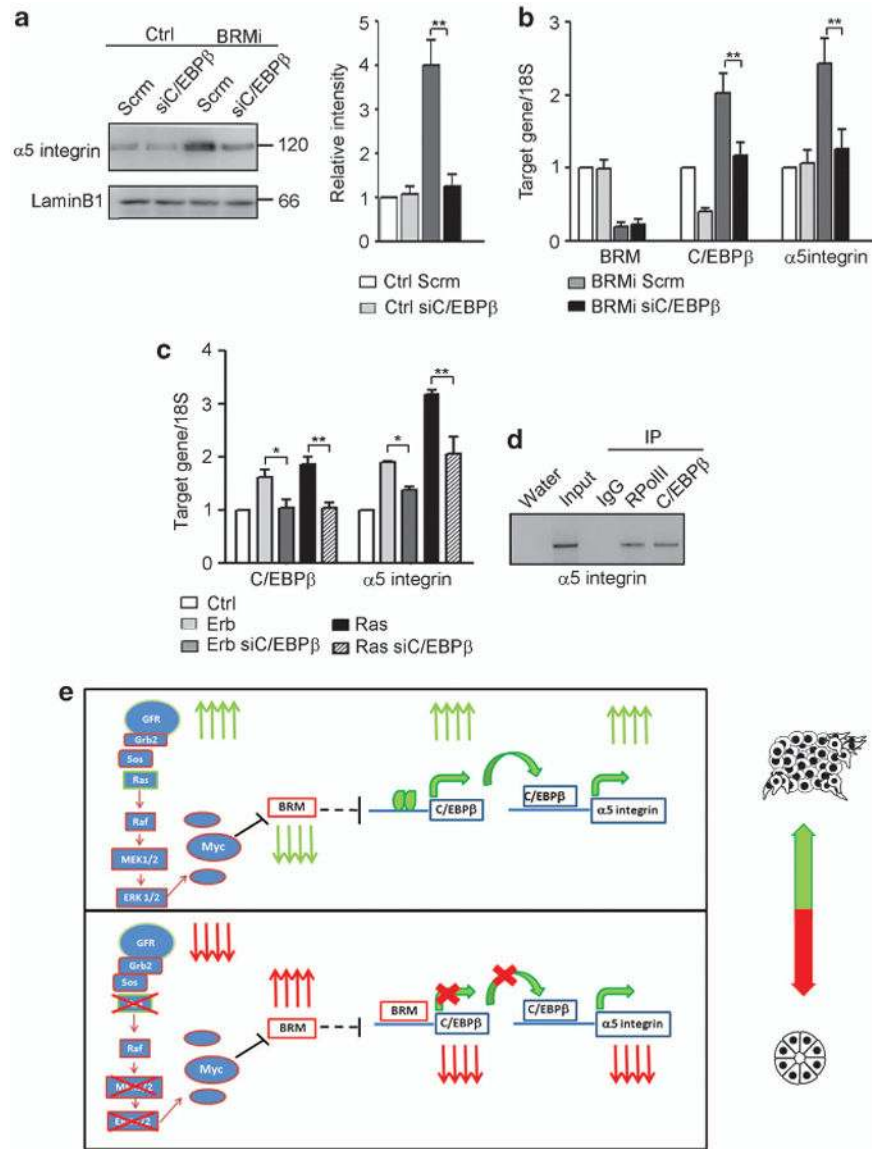 a
Ctrl BRMi
Scrm siC/EBPβ Scrm siC/EBPβ
α5 integrin 120
LaminB1 66
Relative intensity
5
4
3
2
1
0
**
Ctrl Scrm
Ctrl siC/EBPβ
b
Target gene/18S
3
2
1
0
**
**
BRM C/EBPβ α5integrin
BRMi Scrm
BRMi siC/EBPβ
c
Target gene/18S
4
3
2
1
0
*
**
*
**
C/EBPβ α5 integrin
Ctrl
Erb
Erb siC/EBPβ
Ras
Ras siC/EBPβ
d
IP
Water Input IgG RPolII C/EBPβ
α5 integrin
e
GFR
Grb2
Sos
Ras
Raf
MEK1/2
ERK 1/2
Myc
BRM
C/EBPβ
C/EBPβ
α5 integrin
GFR
Grb2
Sos
Raf
Myc
BRM
BRM
C/EBPβ
C/EBPβ
α5 integrin